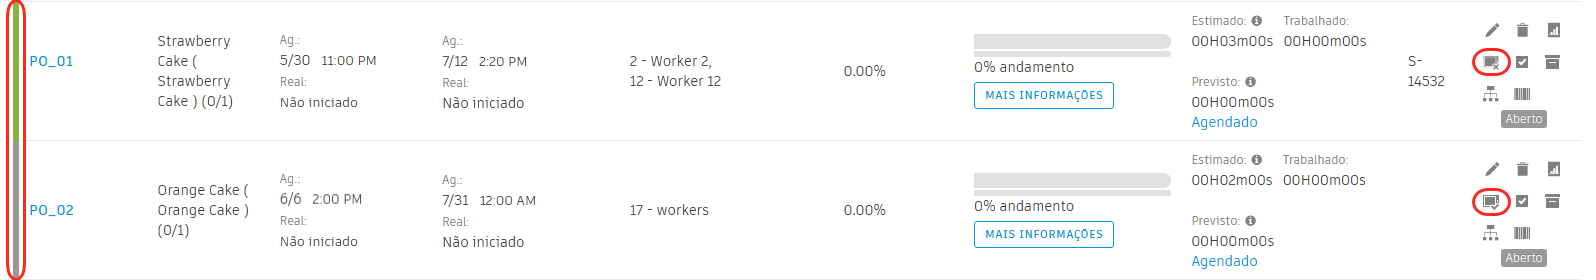 PO_01
Strawberry
Cake (
Strawberry
Cake ) (0/1)
Ag.:
5/30 11:00 PM
Real:
Não iniciado
Ag.:
7/12 2:20 PM
Real:
Não iniciado
2 - Worker 2,
12 - Worker 12
0.00%
0% andamento
MAIS INFORMAÇÕES
Estimado:
00H03m00s
Trabalhado:
00H00m00s
Previsto:
00H00m00s
Agendado
S-
14532
Aberto
PO_02
Orange Cake (
Orange Cake )
(0/1)
Ag.:
6/6 2:00 PM
Real:
Não iniciado
Ag.:
7/31 12:00 AM
Real:
Não iniciado
17 - workers
0.00%
0% andamento
MAIS INFORMAÇÕES
Estimado:
00H02m00s
Trabalhado:
00H00m00s
Previsto:
00H00m00s
Agendado
Aberto